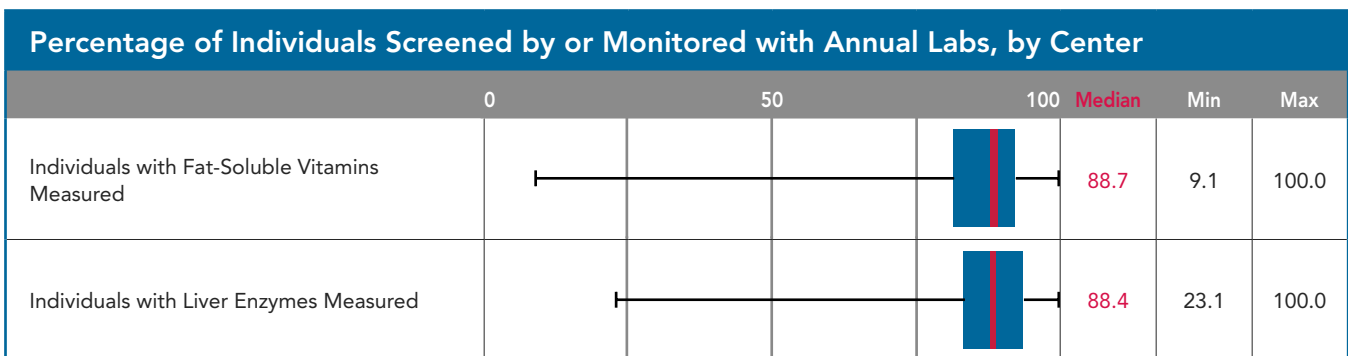 Percentage of Individuals Screened by or Monitored with Annual Labs, by Center
0 50 100 Median Min Max
Individuals with Fat-Soluble Vitamins
Measured
88.7 9.1 100.0
Individuals with Liver Enzymes Measured 88.4 23.1 100.0